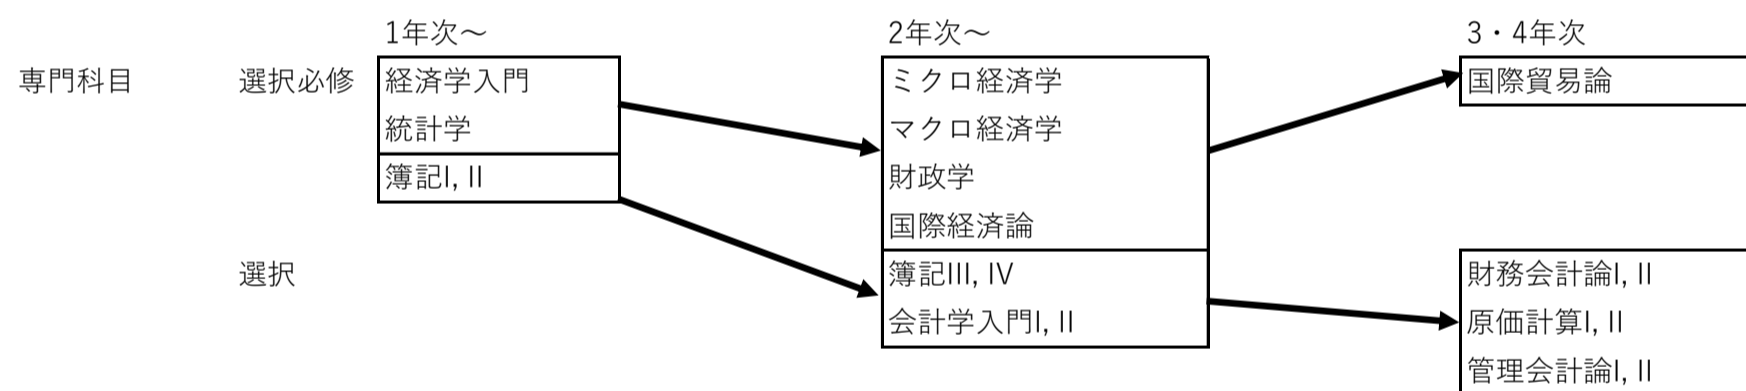 1年次～ 2年次～ 3・4年次
専門科目 選択必修 経済学入門 ミクロ経済学 国際貿易論
統計学 マクロ経済学
簿記I, II 財政学
国際経済論
選択 簿記III, IV 財務会計論I, II
会計学入門I, II 原価計算I, II
管理会計論I, II